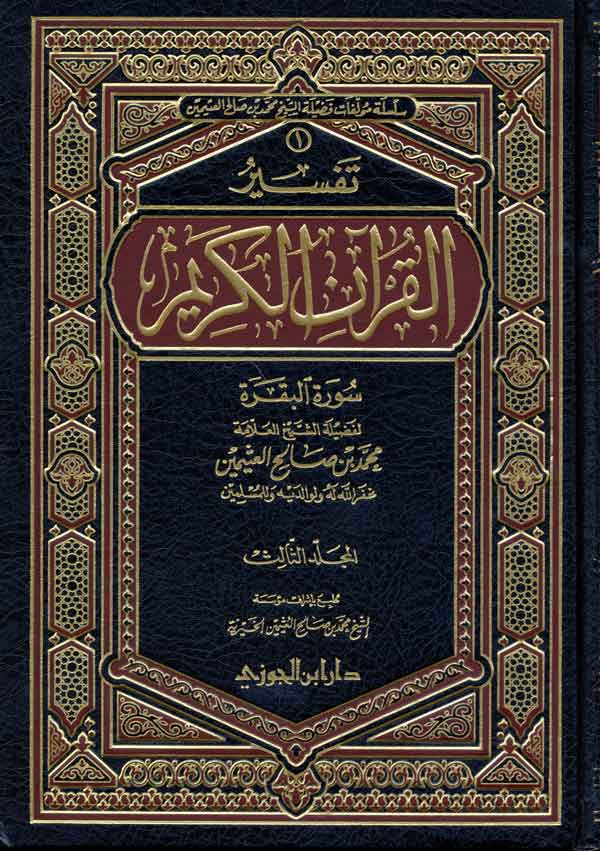 سلسلة مؤلفات فضيلة الشيخ محمد بن صالح العثيمين
١
تفسير
القرآن الكريم
سورة البقرة
لفضيلة الشيخ العلامة
محمد بن صالح العثيمين
غفر الله له ولوالديه وللمسلمين
المجلد الثالث
طبع بإشراف مؤسسة
الشيخ محمد بن صالح العثيمين الخيرية
دار ابن الجوزي